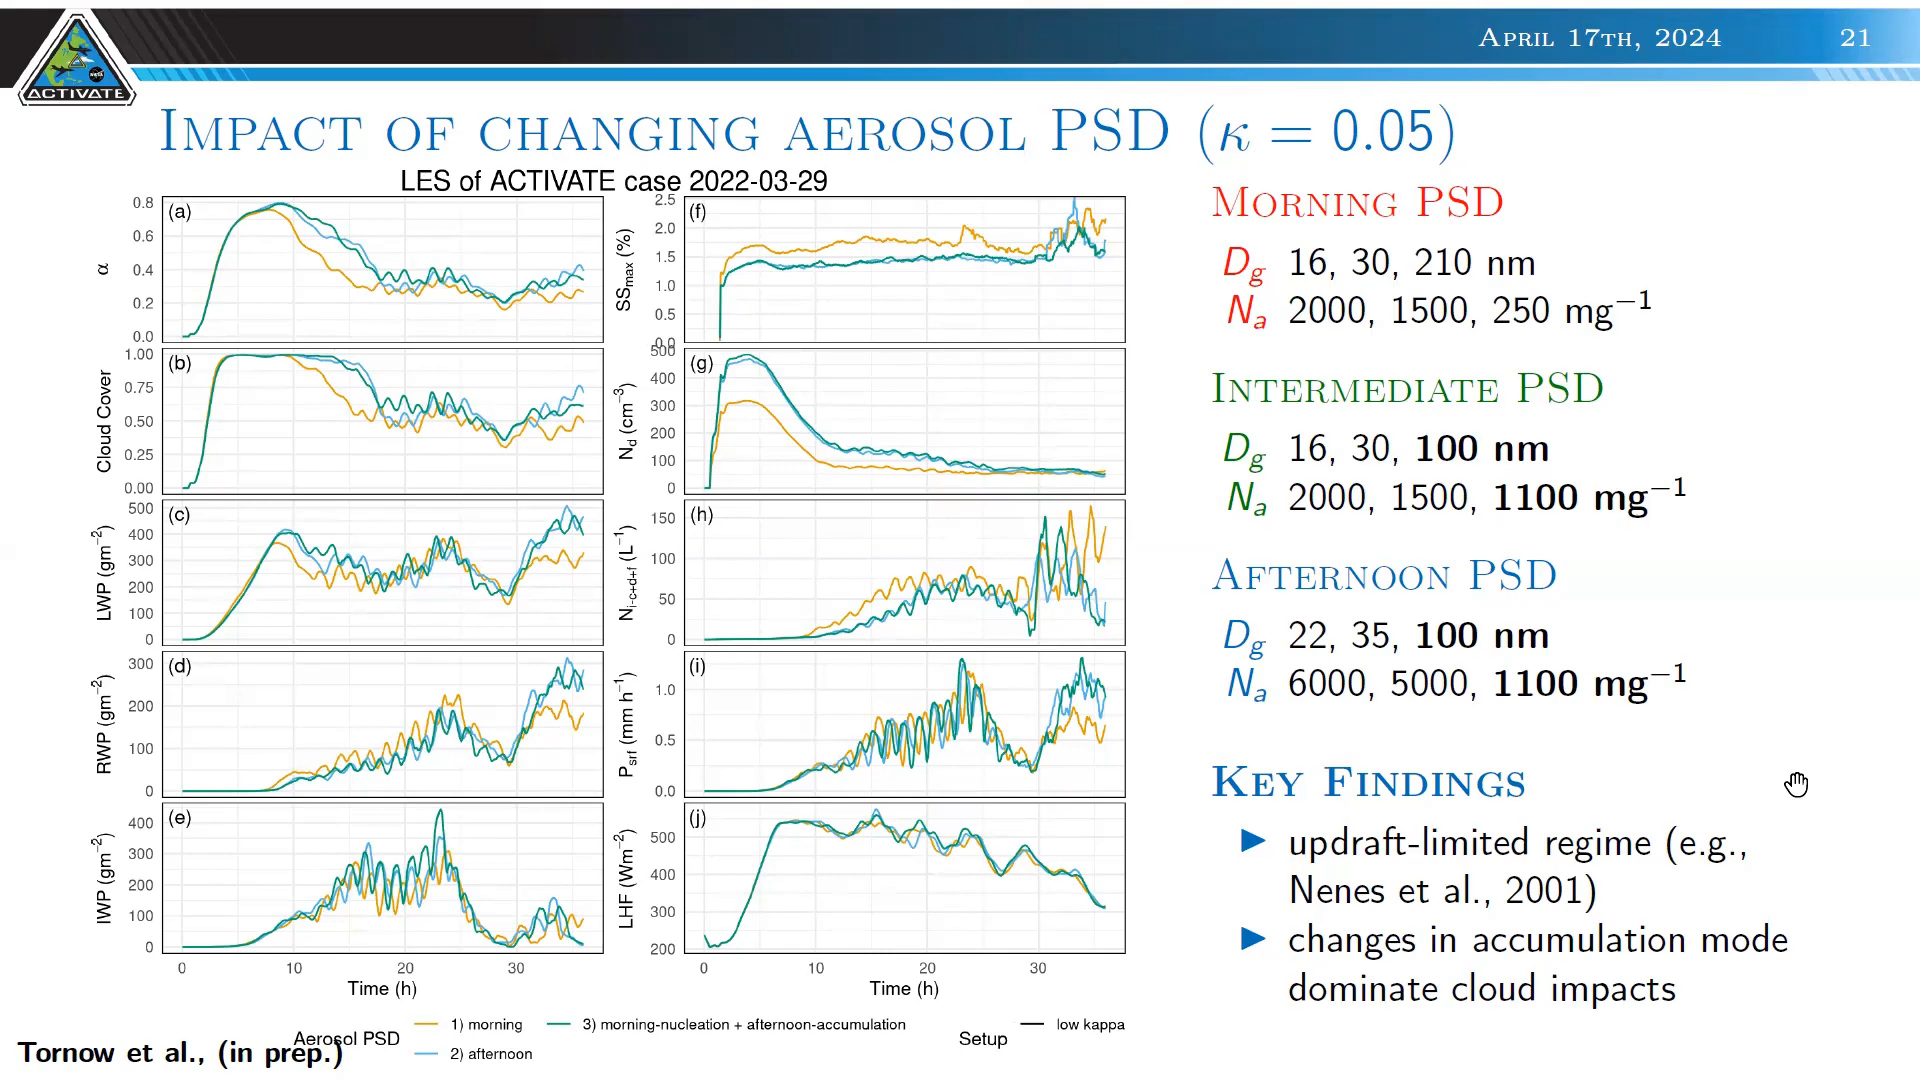 APRIL 17TH, 2024
21
ACTIVATE
IMPACT OF CHANGING AEROSOL PSD (κ = 0.05)
LES of ACTIVATE case 2022-03-29
(a)
α
0.8
0.6
0.4
0.2
0.0
(b)
Cloud Cover
1.00
0.75
0.50
0.25
0.00
(c)
LWP (gm⁻²)
500
400
300
200
100
0
(d)
RWP (gm⁻²)
300
200
100
0
(e)
IWP (gm⁻²)
400
300
200
100
0
0 10 20 30
Time (h)
(f)
SSmax (%)
2.5
2.0
1.5
1.0
0.5
0.0
(g)
Nd (cm⁻³)
500
400
300
200
100
0
(h)
Ni-c+d+f (L⁻¹)
150
100
50
0
(i)
Psrf (mm h⁻¹)
1.0
0.5
0.0
(j)
LHF (Wm⁻²)
500
400
300
200
0 10 20 30
Time (h)
Aerosol PSD
1) morning
2) afternoon
3) morning-nucleation + afternoon-accumulation
Setup
low kappa
Tornow et al., (in prep.)
MORNING PSD
Dg 16, 30, 210 nm
Na 2000, 1500, 250 mg⁻¹
INTERMEDIATE PSD
Dg 16, 30, 100 nm
Na 2000, 1500, 1100 mg⁻¹
AFTERNOON PSD
Dg 22, 35, 100 nm
Na 6000, 5000, 1100 mg⁻¹
KEY FINDINGS
▶ updraft-limited regime (e.g.,
Nenes et al., 2001)
▶ changes in accumulation mode
dominate cloud impacts